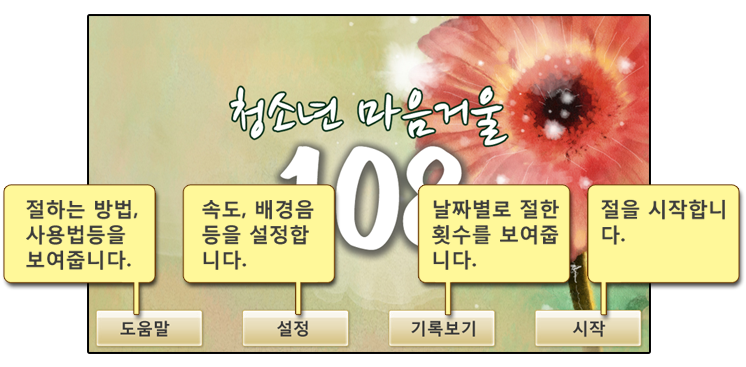 청소년 마음거울
108
절하는 방법,
사용법등을
보여줍니다.
속도, 배경음
등을 설정합
니다.
날짜별로 절한
횟수를 보여줍
니다.
절을 시작합니
다.
도움말
설정
기록보기
시작